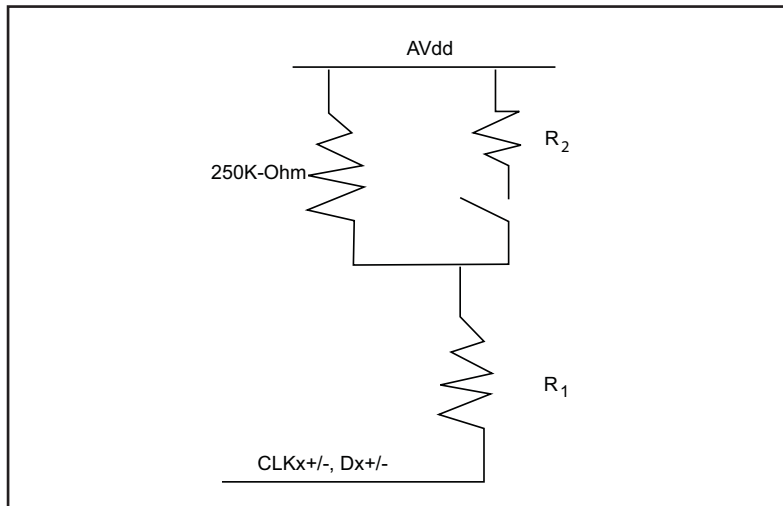 AVdd
R2
250K-Ohm
R1
CLKx+/-, Dx+/-